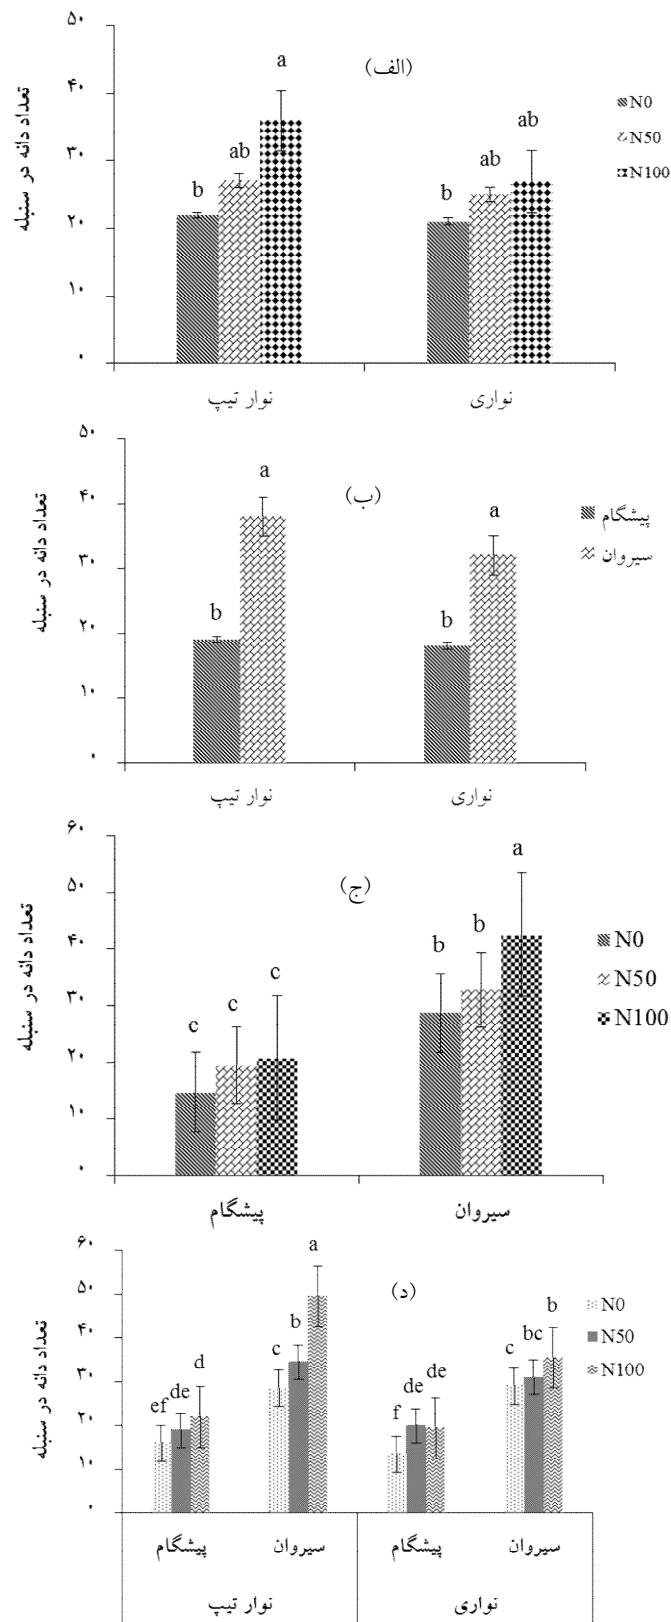 ۵۰
۴۰
۳۰
۲۰
۱۰
۰
تعداد دانه در سنبله
(الف)
b
ab
a
b
ab
ab
N0
N50
N100
نوار تیپ
نواری
۵۰
۴۰
۳۰
۲۰
۱۰
۰
تعداد دانه در سنبله
(ب)
b
a
b
a
پیشگام
سیروان
نوار تیپ
نواری
۶۰
۵۰
۴۰
۳۰
۲۰
۱۰
۰
تعداد دانه در سنبله
(ج)
c
c
c
b
b
a
N0
N50
N100
پیشگام
سیروان
۶۰
۵۰
۴۰
۳۰
۲۰
۱۰
۰
تعداد دانه در سنبله
(د)
ef
de
d
c
b
a
f
de
de
c
bc
b
N0
N50
N100
پیشگام
سیروان
پیشگام
سیروان
نوار تیپ
نواری